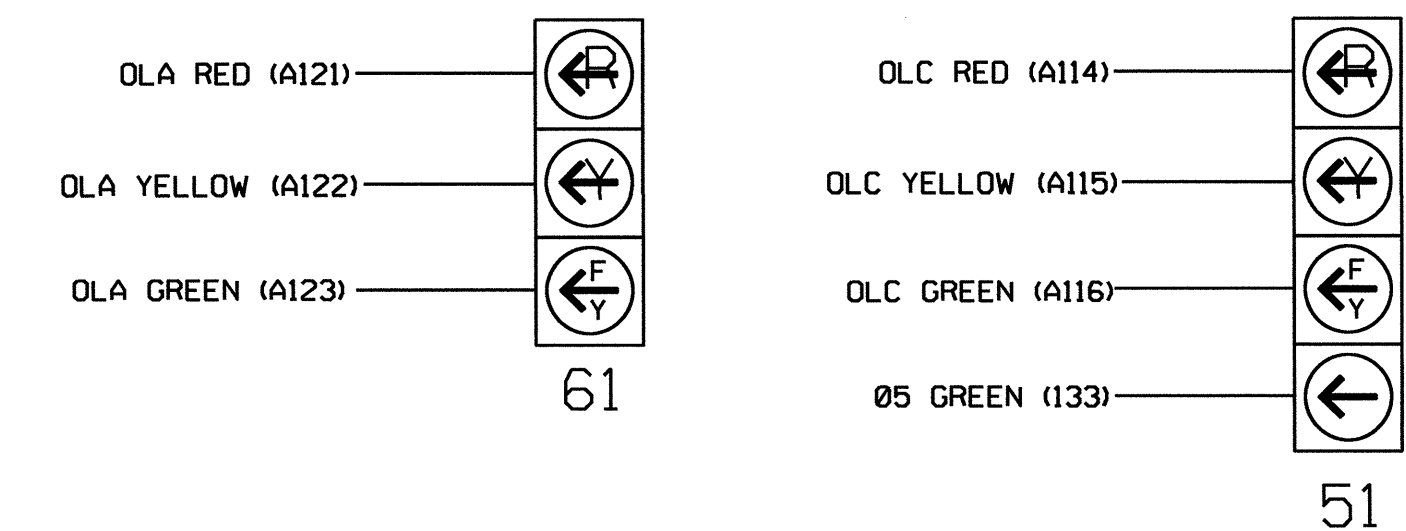 OLA RED (A121)
R
OLA YELLOW (A122)
Y
OLA GREEN (A123)
F
Y
61
OLC RED (A114)
R
OLC YELLOW (A115)
Y
OLC GREEN (A116)
F
Y
Ø5 GREEN (133)
51